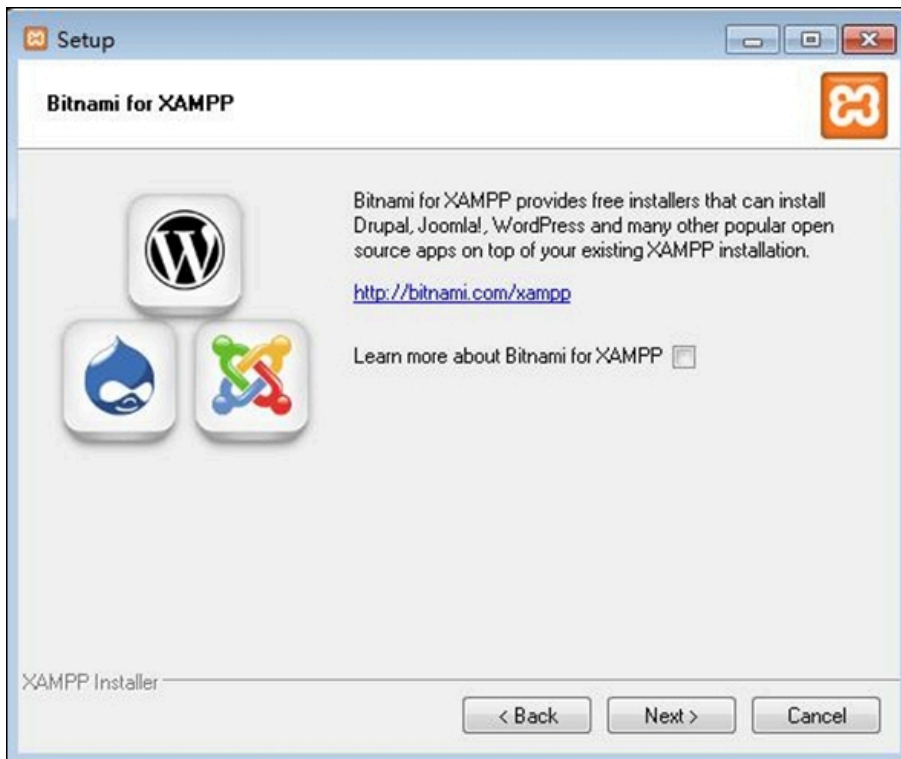 Setup
Bitnami for XAMPP
Bitnami for XAMPP provides free installers that can install
Drupal, Joomla!, WordPress and many other popular open
source apps on top of your existing XAMPP installation.
http://bitnami.com/xampp
Learn more about Bitnami for XAMPP
XAMPP Installer
< Back
Next >
Cancel